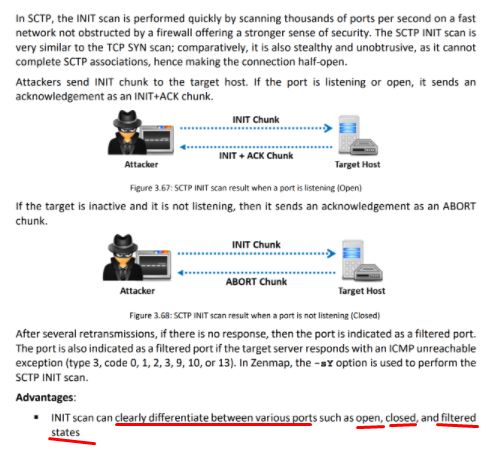 In SCTP, the INIT scan is performed quickly by scanning thousands of ports per second on a fast
network not obstructed by a firewall offering a stronger sense of security. The SCTP INIT scan is
very similar to the TCP SYN scan; comparatively, it is also stealthy and unobtrusive, as it cannot
complete SCTP associations, hence making the connection half-open.
Attackers send INIT chunk to the target host. If the port is listening or open, it sends an
acknowledgement as an INIT+ACK chunk.
INIT Chunk
INIT + ACK Chunk
Attacker
Target Host
Figure 3.67: SCTP INIT scan result when a port is listening (Open)
If the target is inactive and it is not listening, then it sends an acknowledgement as an ABORT
chunk.
INIT Chunk
ABORT Chunk
Attacker
Target Host
Figure 3.68: SCTP INIT scan result when a port is not listening (Closed)
After several retransmissions, if there is no response, then the port is indicated as a filtered port.
The port is also indicated as a filtered port if the target server responds with an ICMP unreachable
exception (type 3, code 0, 1, 2, 3, 9, 10, or 13). In Zenmap, the -sY option is used to perform the
SCTP INIT scan.
Advantages:
▪ INIT scan can clearly differentiate between various ports such as open, closed, and filtered
states